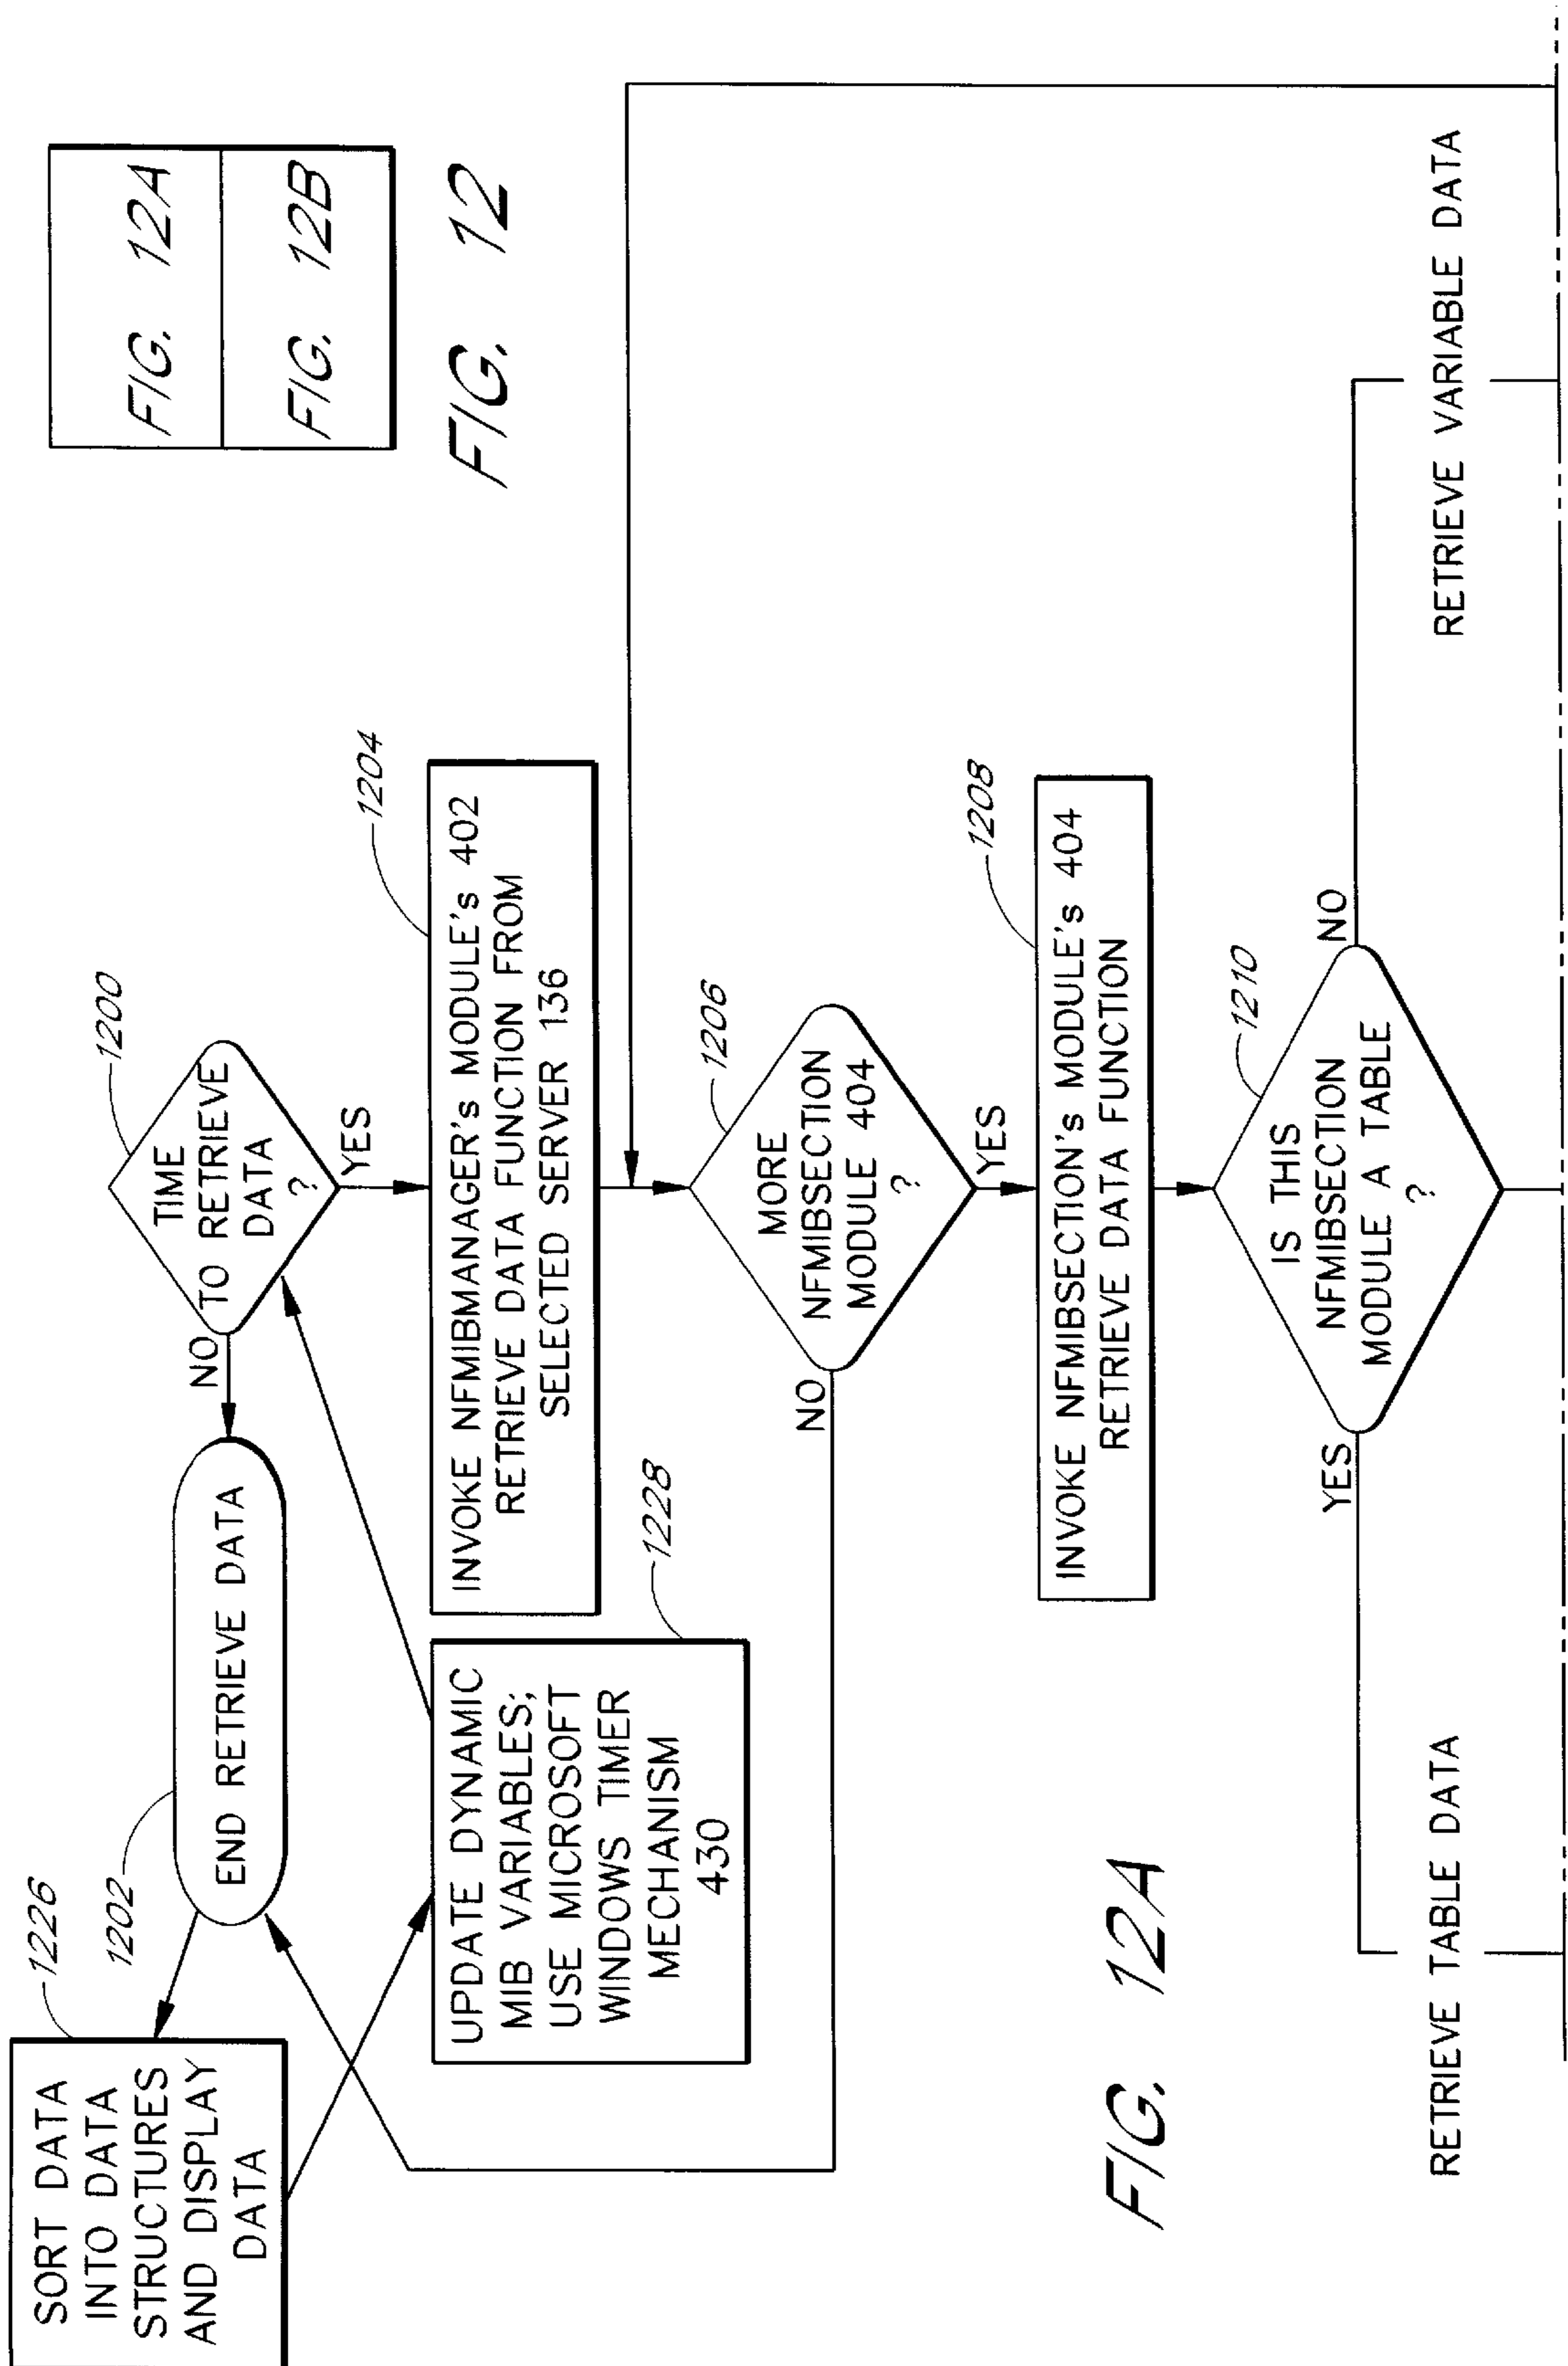 SORT DATA
INTO DATA
STRUCTURES
AND DISPLAY
DATA
1226
1202
END RETRIEVE DATA
NO
1200
TIME
TO RETRIEVE
DATA
?
YES
FIG. 12A
FIG. 12B
FIG. 12
UPDATE DYNAMIC
MIB VARIABLES;
USE MICROSOFT
WINDOWS TIMER
MECHANISM
430
1228
1204
INVOKE NFMIBMANAGER's MODULE's 402
RETRIEVE DATA FUNCTION FROM
SELECTED SERVER 136
NO
1206
MORE
NFMIBSECTION
MODULE 404
?
YES
1208
INVOKE NFMIBSECTION's MODULE's 404
RETRIEVE DATA FUNCTION
1210
YES
IS THIS
NFMIBSECTION
MODULE A TABLE
?
NO
RETRIEVE TABLE DATA
RETRIEVE VARIABLE DATA
FIG. 12A